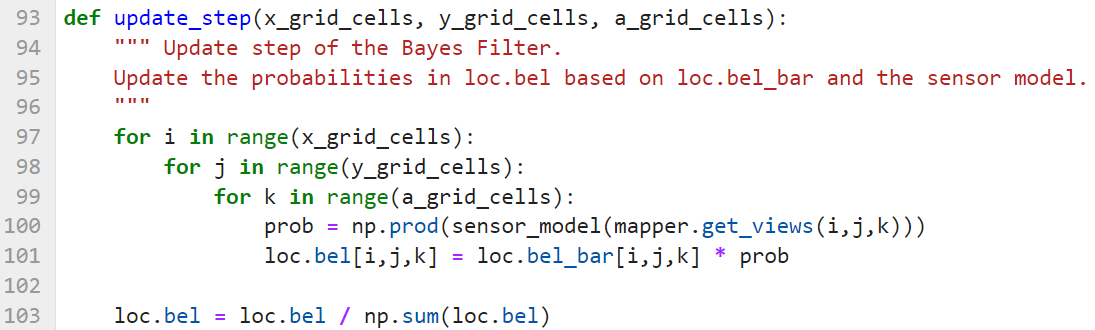 93 def update_step(x_grid_cells, y_grid_cells, a_grid_cells):
94     """ Update step of the Bayes Filter.
95     Update the probabilities in loc.bel based on loc.bel_bar and the sensor model.
96     """
97     for i in range(x_grid_cells):
98         for j in range(y_grid_cells):
99             for k in range(a_grid_cells):
100                 prob = np.prod(sensor_model(mapper.get_views(i,j,k)))
101                 loc.bel[i,j,k] = loc.bel_bar[i,j,k] * prob
102
103     loc.bel = loc.bel / np.sum(loc.bel)